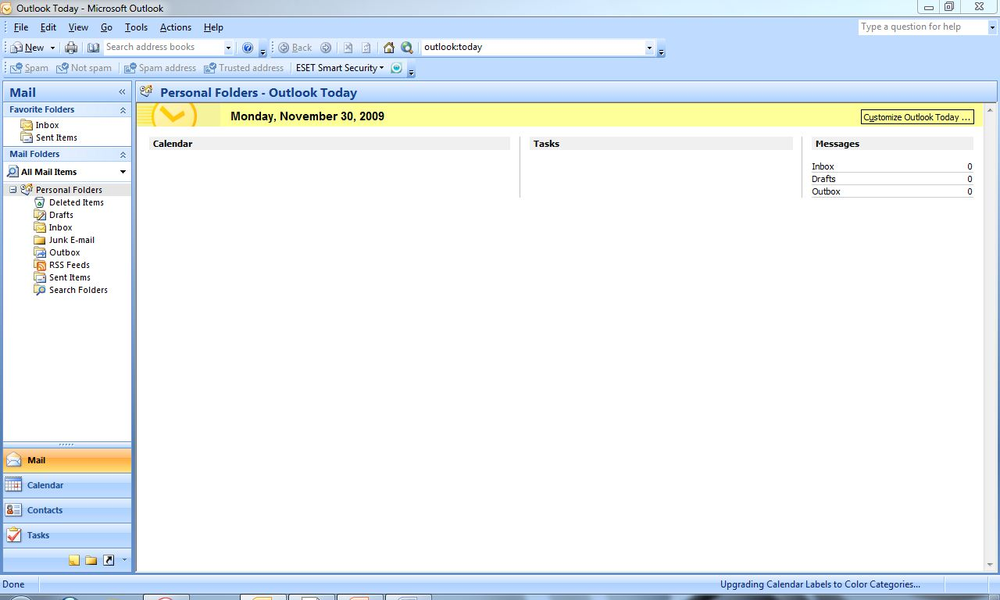 Outlook Today - Microsoft Outlook
File Edit View Go Tools Actions Help
Type a question for help
New Search address books Back outlook:today
Spam Not spam Spam address Trusted address ESET Smart Security
Mail
Favorite Folders
Inbox
Sent Items
Mail Folders
All Mail Items
Personal Folders
Deleted Items
Drafts
Inbox
Junk E-mail
Outbox
RSS Feeds
Sent Items
Search Folders
Mail
Calendar
Contacts
Tasks
Personal Folders - Outlook Today
Monday, November 30, 2009
Customize Outlook Today ...
Calendar Tasks Messages
Inbox 0
Drafts 0
Outbox 0
Done
Upgrading Calendar Labels to Color Categories...